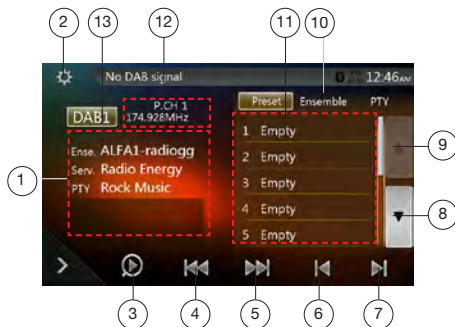 2
13
12
11
10
No DAB signal
12:46AM
DAB1
P.CH 1
174.928MHz
Preset Ensemble PTY
Ense. ALFA1-radiogg
Serv. Radio Energy
PTY Rock Music
1 Empty
2 Empty
3 Empty
4 Empty
5 Empty
1
9
8
3
4
5
6
7